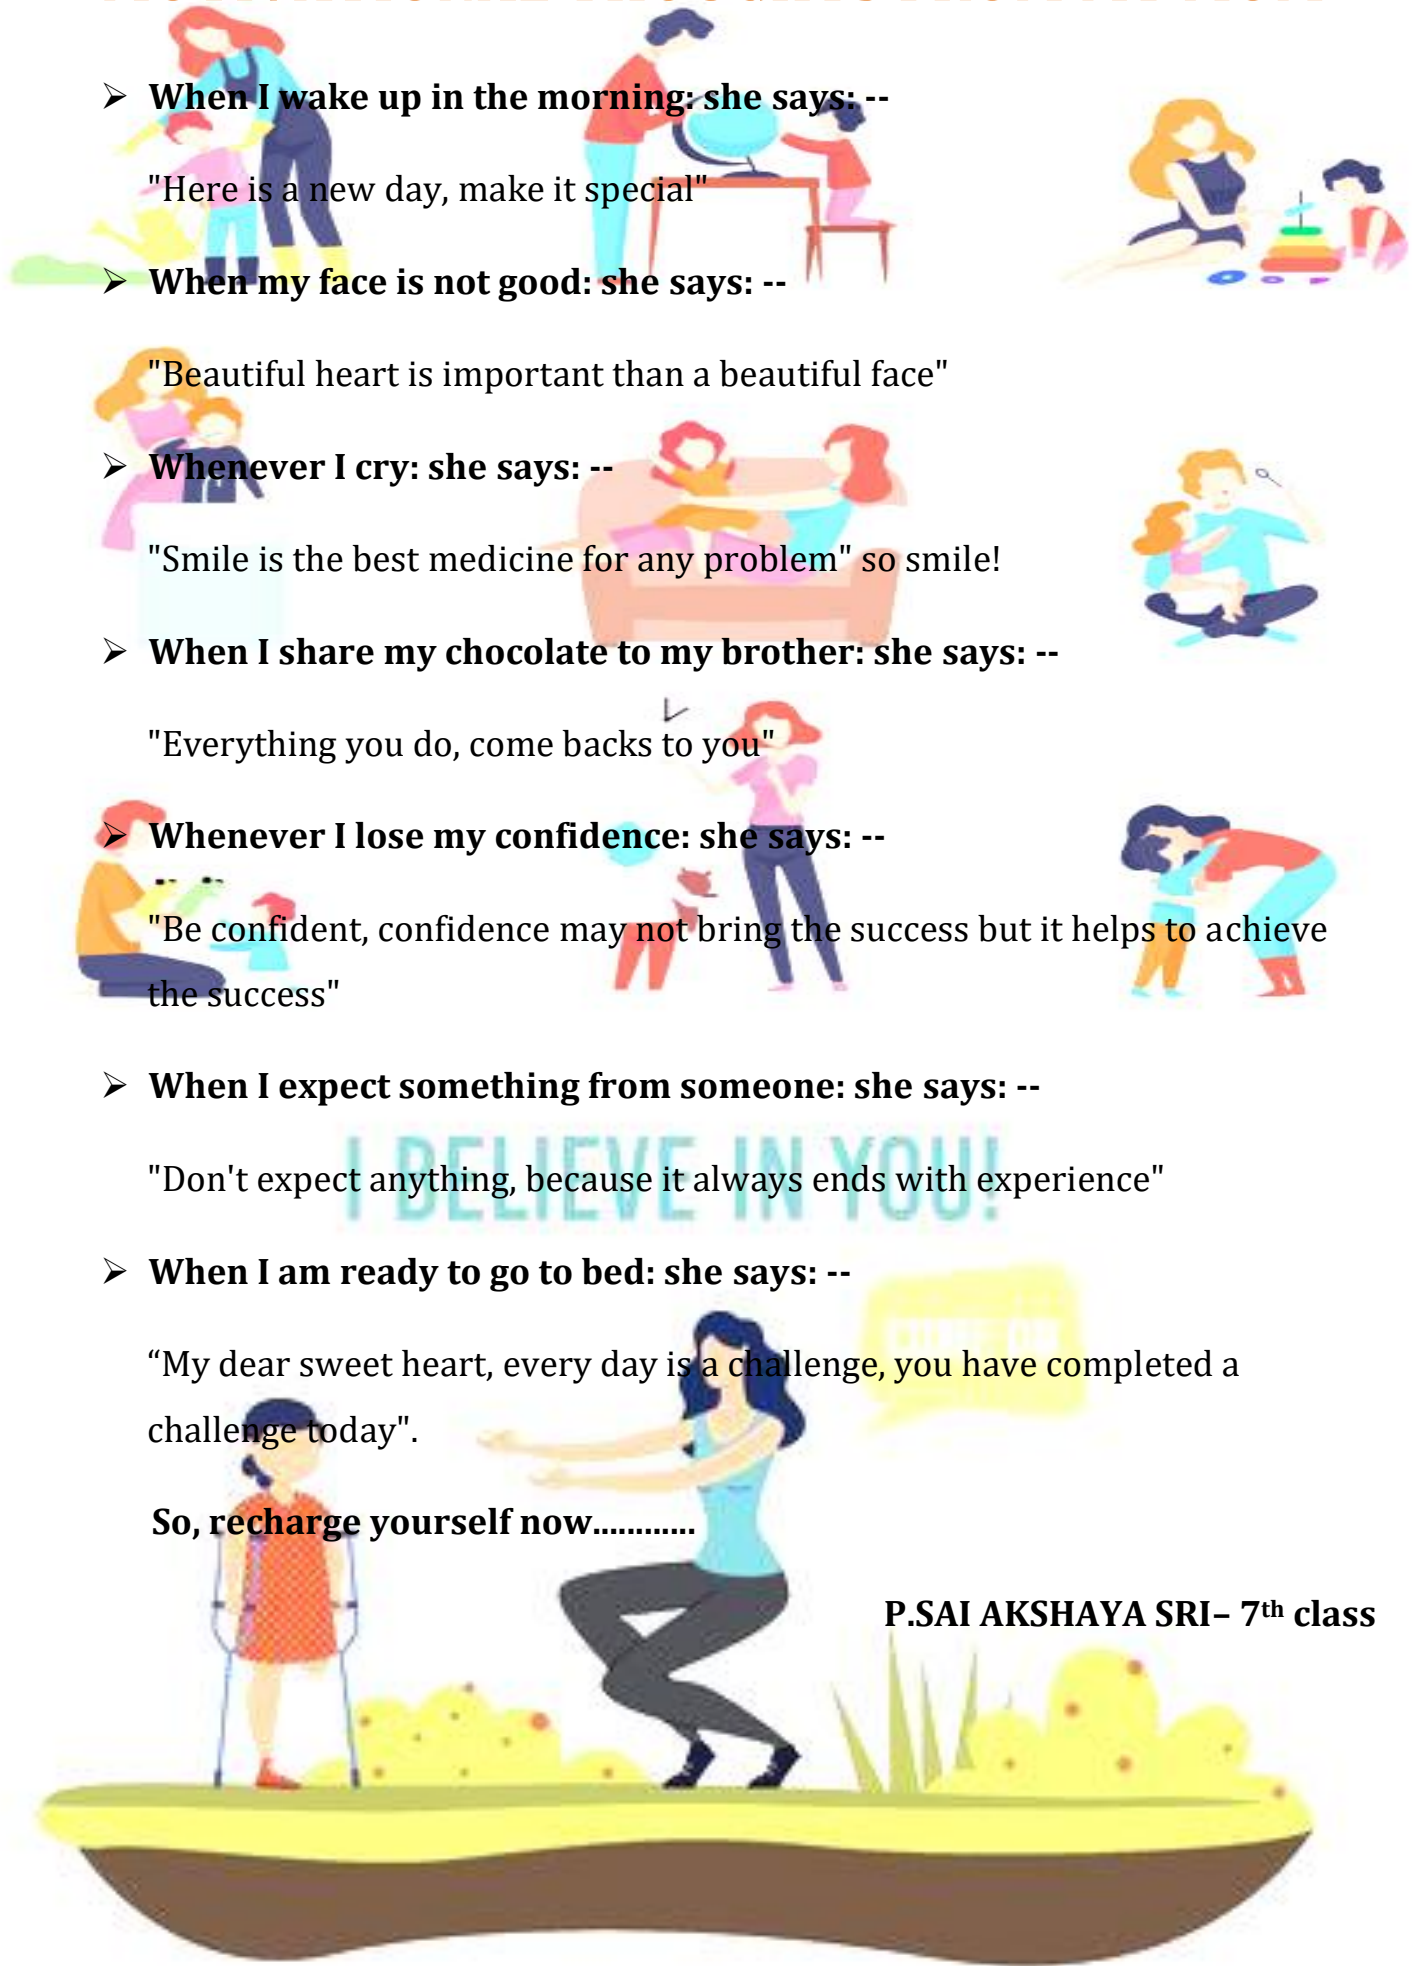 ➢ When I wake up in the morning: she says: --
"Here is a new day, make it special"
➢ When my face is not good: she says: --
"Beautiful heart is important than a beautiful face"
➢ Whenever I cry: she says: --
"Smile is the best medicine for any problem" so smile!
➢ When I share my chocolate to my brother: she says: --
"Everything you do, come backs to you"
➢ Whenever I lose my confidence: she says: --
"Be confident, confidence may not bring the success but it helps to achieve
the success"
➢ When I expect something from someone: she says: --
I BELIEVE IN YOU!
"Don't expect anything, because it always ends with experience"
➢ When I am ready to go to bed: she says: --
“My dear sweet heart, every day is a challenge, you have completed a
challenge today".
So, recharge yourself now............
P.SAI AKSHAYA SRI– 7th class